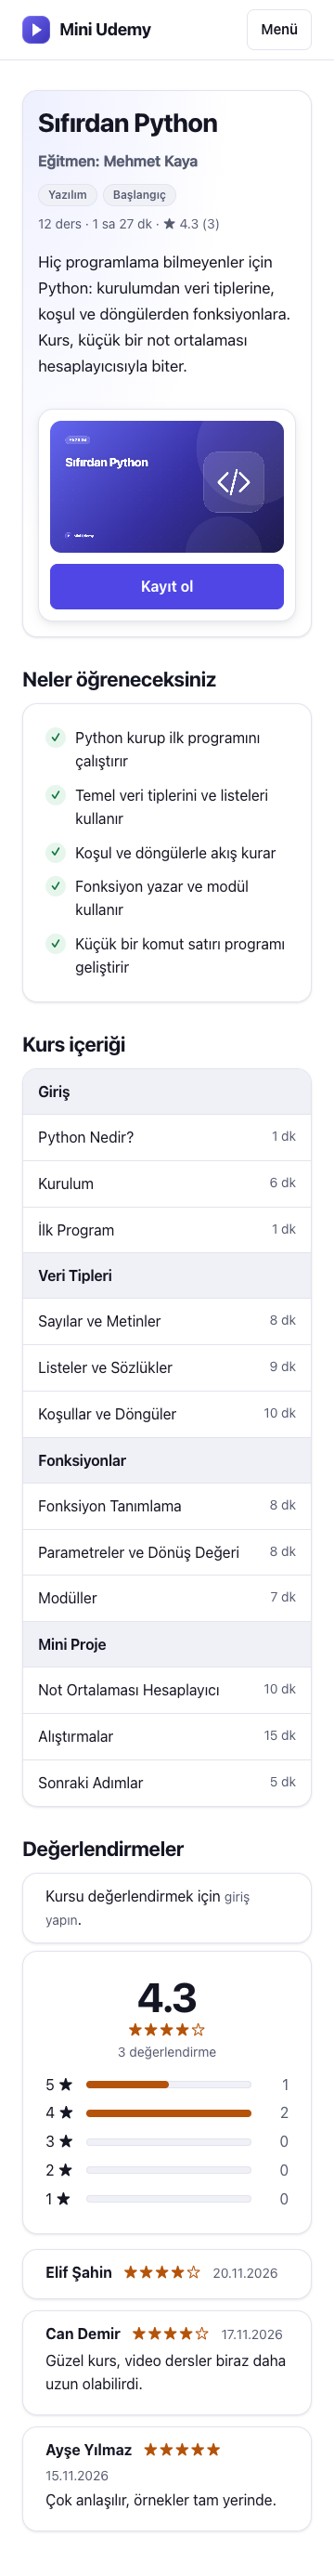 Mini Udemy
Menü
Sıfırdan Python
Eğitmen: Mehmet Kaya
Yazılım Başlangıç
12 ders · 1 sa 27 dk · ★ 4.3 (3)
Hiç programlama bilmeyenler için
Python: kurulumdan veri tiplerine,
koşul ve döngülerden fonksiyonlara.
Kurs, küçük bir not ortalaması
hesaplayıcısıyla biter.
Sıfırdan Python
Mini Udemy
Kayıt ol
Neler öğreneceksiniz
Python kurup ilk programını
çalıştırır
Temel veri tiplerini ve listeleri
kullanır
Koşul ve döngülerle akış kurar
Fonksiyon yazar ve modül
kullanır
Küçük bir komut satırı programı
geliştirir
Kurs içeriği
Giriş
Python Nedir? 1 dk
Kurulum 6 dk
İlk Program 1 dk
Veri Tipleri
Sayılar ve Metinler 8 dk
Listeler ve Sözlükler 9 dk
Koşullar ve Döngüler 10 dk
Fonksiyonlar
Fonksiyon Tanımlama 8 dk
Parametreler ve Dönüş Değeri 8 dk
Modüller 7 dk
Mini Proje
Not Ortalaması Hesaplayıcı 10 dk
Alıştırmalar 15 dk
Sonraki Adımlar 5 dk
Değerlendirmeler
Kursu değerlendirmek için giriş
yapın.
4.3
★★★★☆
3 değerlendirme
5 ★ 1
4 ★ 2
3 ★ 0
2 ★ 0
1 ★ 0
Elif Şahin ★★★★☆ 20.11.2026
Can Demir ★★★★☆ 17.11.2026
Güzel kurs, video dersler biraz daha
uzun olabilirdi.
Ayşe Yılmaz ★★★★★
15.11.2026
Çok anlaşılır, örnekler tam yerinde.